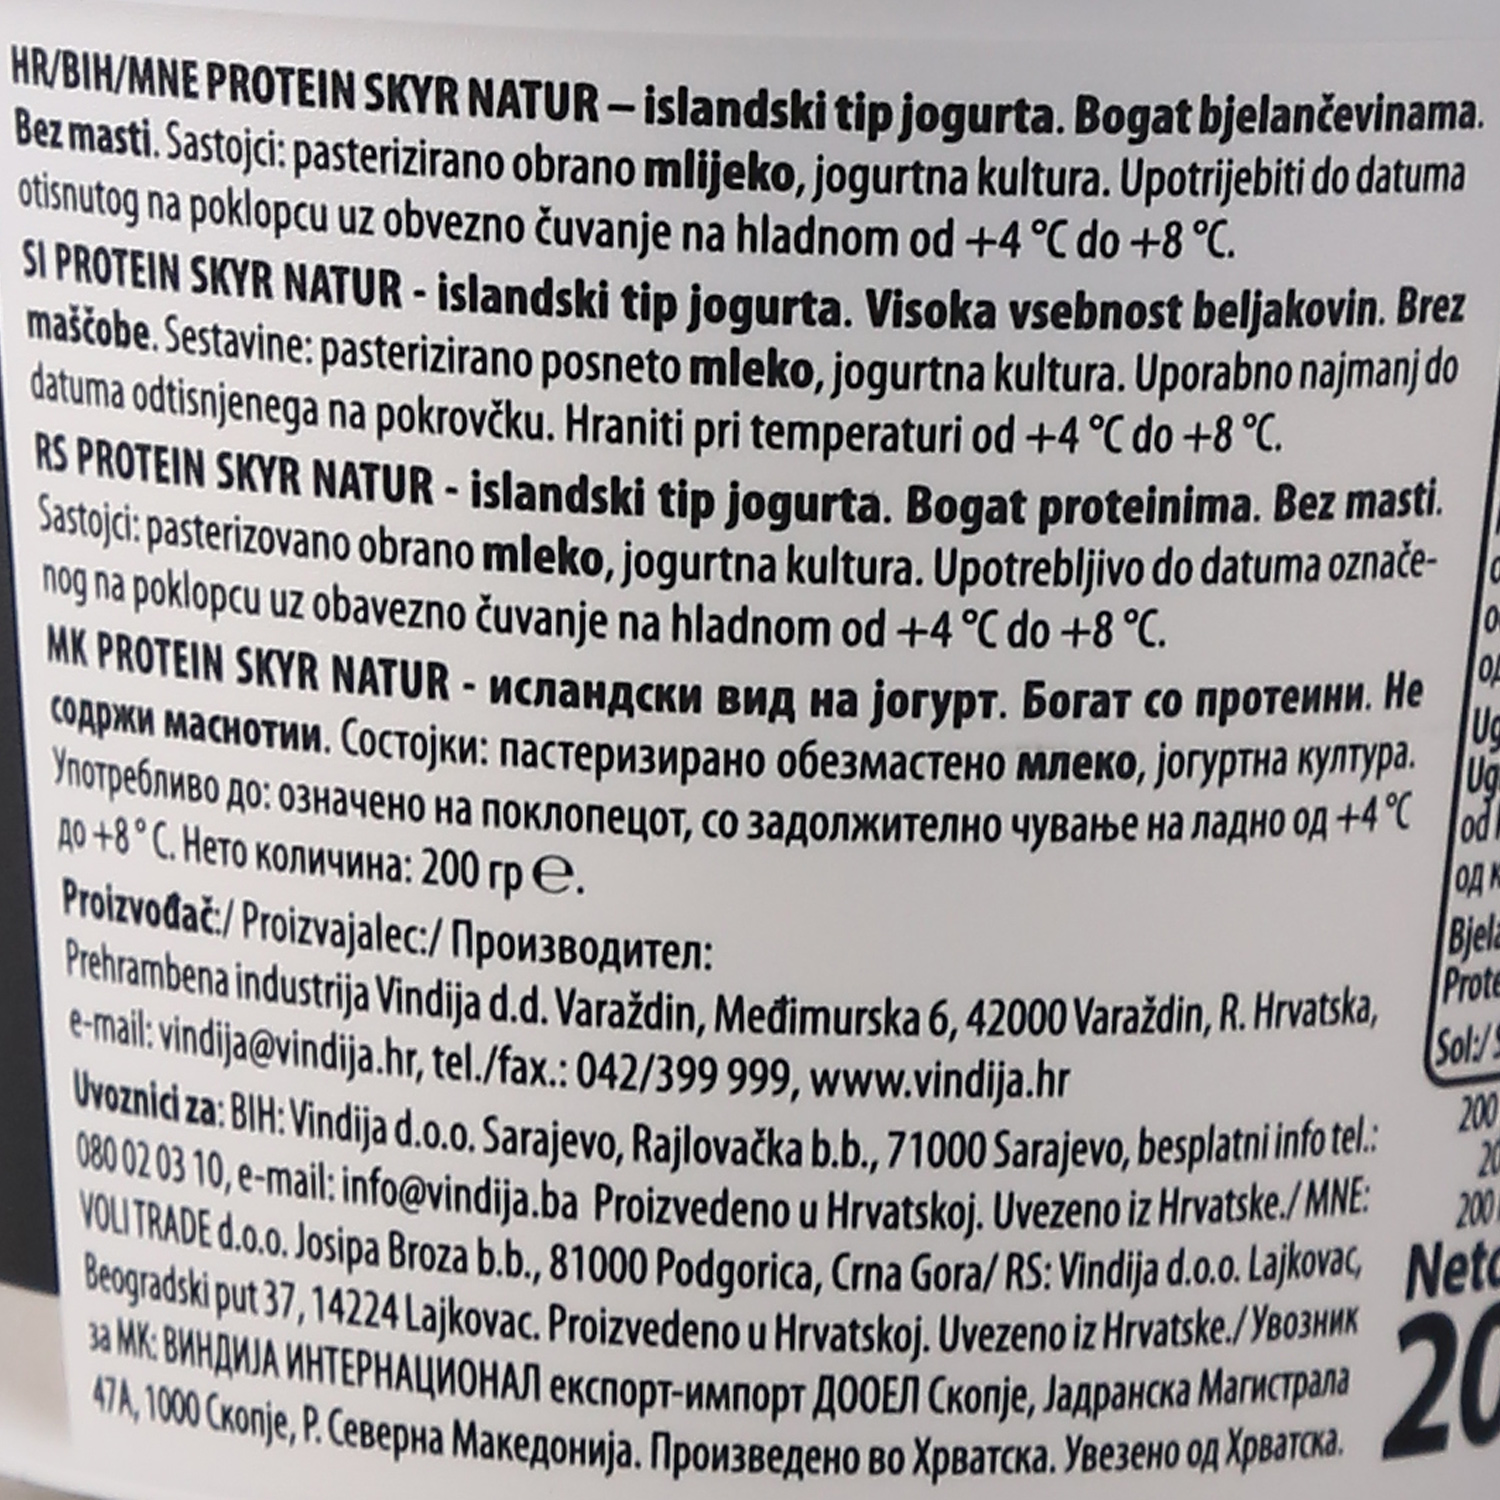 HR/BIH/MNE PROTEIN SKYR NATUR – islandski tip jogurta. Bogat bjelančevinama.
Bez masti. Sastojci: pasterizirano obrano mlijeko, jogurtna kultura. Upotrijebiti do datuma
otisnutog na poklopcu uz obvezno čuvanje na hladnom od +4 °C do +8 °C.
SI PROTEIN SKYR NATUR - islandski tip jogurta. Visoka vsebnost beljakovin. Brez
maščobe. Sestavine: pasterizirano posneto mleko, jogurtna kultura. Uporabno najmanj do
datuma odtisnjenega na pokrovčku. Hraniti pri temperaturi od +4 °C do +8 °C.
RS PROTEIN SKYR NATUR - islandski tip jogurta. Bogat proteinima. Bez masti.
Sastojci: pasterizovano obrano mleko, jogurtna kultura. Upotrebljivo do datuma označe-
nog na poklopcu uz obavezno čuvanje na hladnom od +4 °C do +8 °C.
MK PROTEIN SKYR NATUR - исландски вид на јогурт. Богат со протеини. Не
содржи маснотии. Состојки: пастеризирано обезмастено млеко, јогуртна култура.
Употребливо до: означено на поклопецот, со задолжително чување на ладно од +4 °C
до +8 °C. Нето количина: 200 гр ℮.
Proizvođač:/ Proizvajalec:/ Производител:
Prehrambena industrija Vindija d.d. Varaždin, Međimurska 6, 42000 Varaždin, R. Hrvatska,
e-mail: vindija@vindija.hr, tel./fax.: 042/399 999, www.vindija.hr
Uvoznici za: BIH: Vindija d.o.o. Sarajevo, Rajlovačka b.b., 71000 Sarajevo, besplatni info tel.:
080 02 03 10, e-mail: info@vindija.ba Proizvedeno u Hrvatskoj. Uvezeno iz Hrvatske./ MNE:
VOLI TRADE d.o.o. Josipa Broza b.b., 81000 Podgorica, Crna Gora/ RS: Vindija d.o.o. Lajkovac,
Beogradski put 37, 14224 Lajkovac. Proizvedeno u Hrvatskoj. Uvezeno iz Hrvatske./ Увозник
за МК: ВИНДИЈА ИНТЕРНАЦИОНАЛ експорт-импорт ДООЕЛ Скопје, Јадранска Магистрала
47А, 1000 Скопје, Р. Северна Македонија. Произведено во Хрватска. Увезено од Хрватска.
Sol:/
200
200